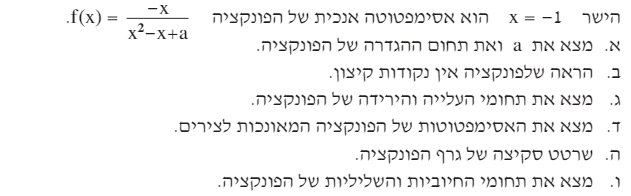 הישר x = −1 הוא אסימפטוטה אנכית של הפונקציה f(x) = −x / (x²−x+a).
א. מצא את a ואת תחום ההגדרה של הפונקציה.
ב. הראה שלפונקציה אין נקודות קיצון.
ג. מצא את תחומי העלייה והירידה של הפונקציה.
ד. מצא את האסימפטוטות של הפונקציה המאונכות לצירים.
ה. שרטט סקיצה של גרף הפונקציה.
ו. מצא את תחומי החיוביות והשליליות של הפונקציה.